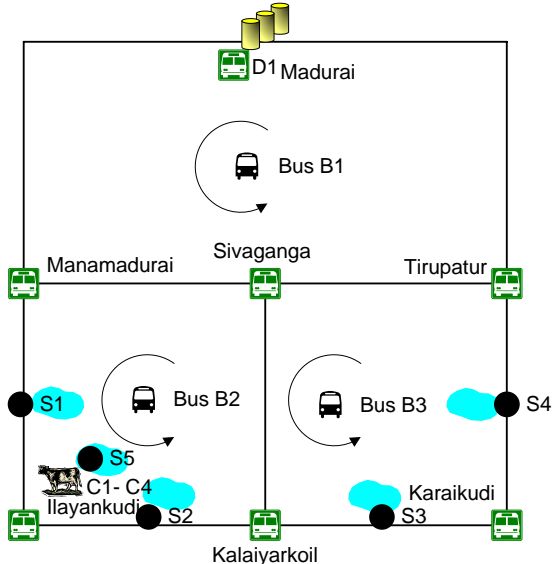 D1 Madurai
Bus B1
Manamadurai
Sivaganga
Tirupatur
S1
Bus B2
Bus B3
S4
S5
C1- C4
Ilayankudi
S2
Karaikudi
S3
Kalaiyarkoil